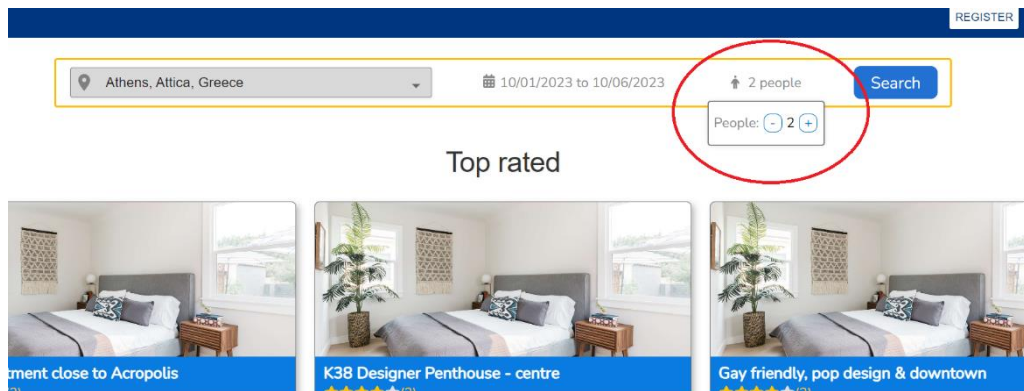 REGISTER
Athens, Attica, Greece
10/01/2023 to 10/06/2023
2 people
Search
People: - 2 +
Top rated
tment close to Acropolis
K38 Designer Penthouse - centre
Gay friendly, pop design & downtown